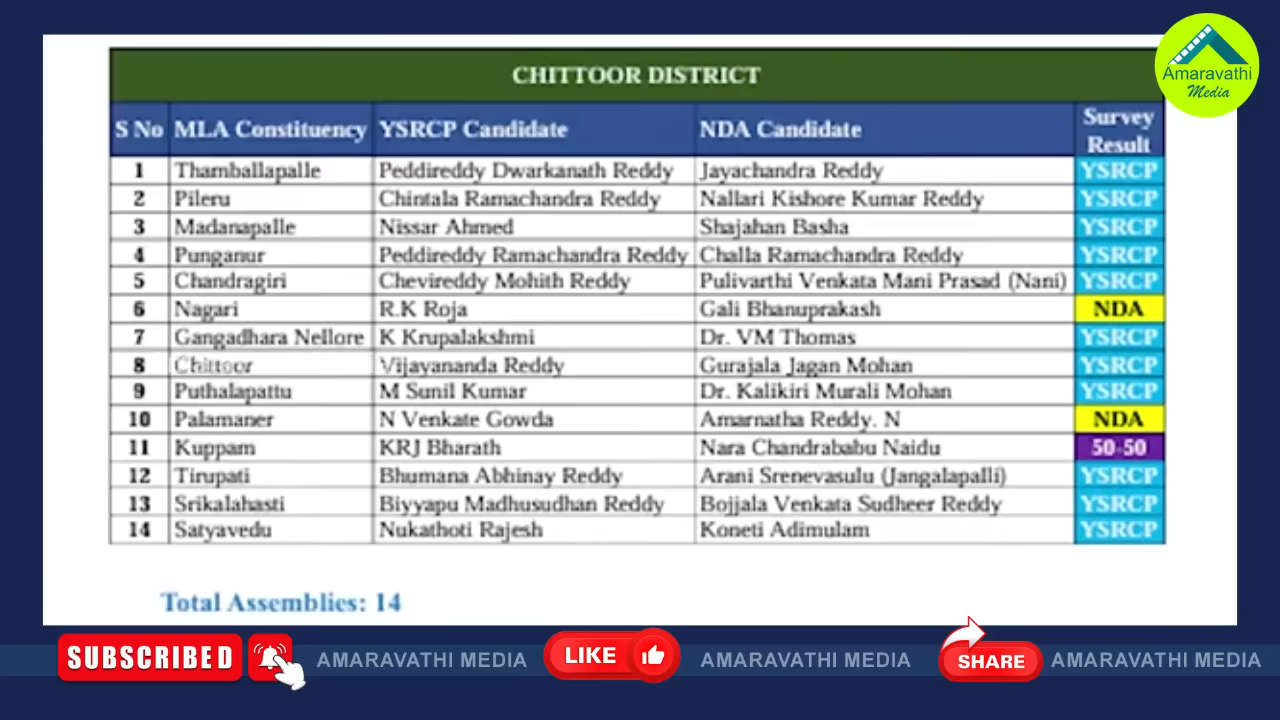 Amaravathi
Media
CHITTOOR DISTRICT
S No MLA Constituency YSRCP Candidate NDA Candidate Survey Result
1 Thamballapalle Peddireddy Dwarkanath Reddy Jayachandra Reddy YSRCP
2 Pileru Chintala Ramachandra Reddy Nallari Kishore Kumar Reddy YSRCP
3 Madanapalle Nissar Ahmed Shajahan Basha YSRCP
4 Punganur Peddireddy Ramachandra Reddy Challa Ramachandra Reddy YSRCP
5 Chandragiri Chevireddy Mohith Reddy Pulivarthi Venkata Mani Prasad (Nani) YSRCP
6 Nagari R.K Roja Gali Bhanuprakash NDA
7 Gangadhara Nellore K Krupalakshmi Dr. VM Thomas YSRCP
8 Chittoor Vijayananda Reddy Gurajala Jagan Mohan YSRCP
9 Puthalapattu M Sunil Kumar Dr. Kalikiri Murali Mohan YSRCP
10 Palamaner N Venkate Gowda Amarnatha Reddy. N NDA
11 Kuppam KRJ Bharath Nara Chandrababu Naidu 50-50
12 Tirupati Bhumana Abhinay Reddy Arani Srenevasulu (Jangalapalli) YSRCP
13 Srikalahasti Biyyapu Madhusudhan Reddy Bojjala Venkata Sudheer Reddy YSRCP
14 Satyavedu Nukathoti Rajesh Koneti Adimulam YSRCP
Total Assemblies: 14
SUBSCRIBED AMARAVATHI MEDIA LIKE AMARAVATHI MEDIA SHARE AMARAVATHI MEDIA